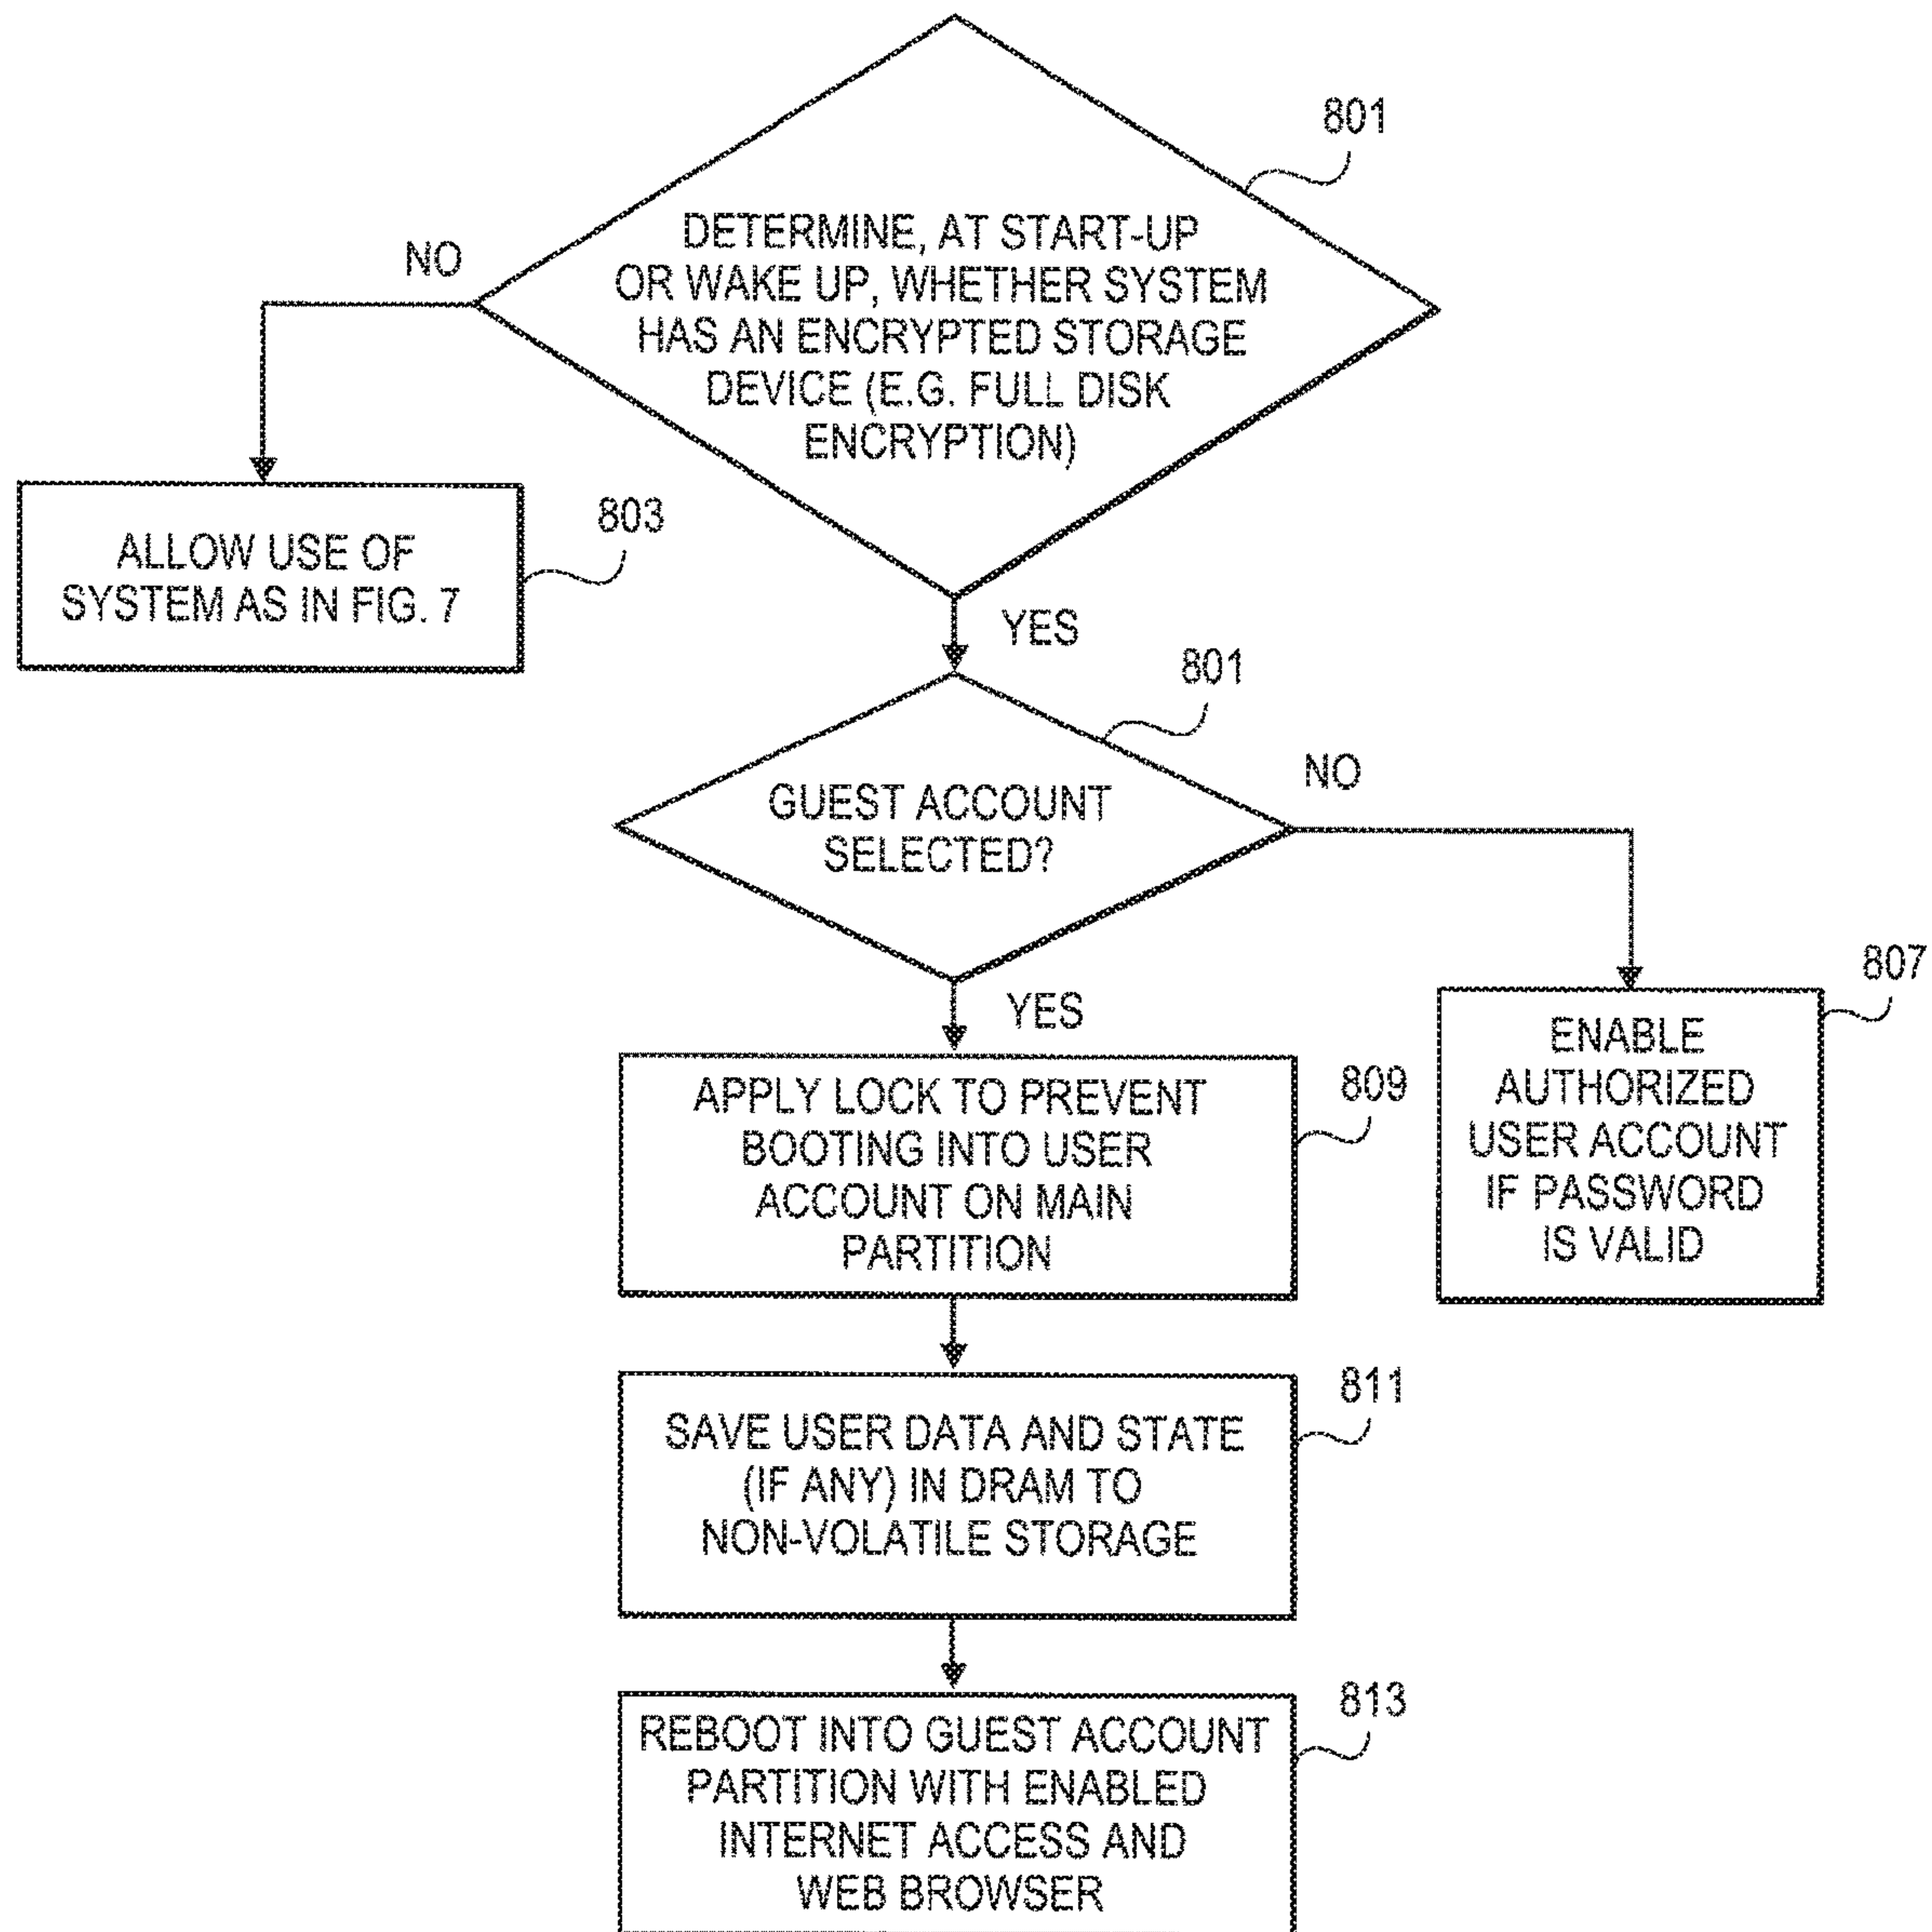 801
DETERMINE, AT START-UP
OR WAKE UP, WHETHER SYSTEM
HAS AN ENCRYPTED STORAGE
DEVICE (E.G. FULL DISK
ENCRYPTION)
NO
803
ALLOW USE OF
SYSTEM AS IN FIG. 7
YES
801
GUEST ACCOUNT
SELECTED?
NO
807
ENABLE
AUTHORIZED
USER ACCOUNT
IF PASSWORD
IS VALID
YES
809
APPLY LOCK TO PREVENT
BOOTING INTO USER
ACCOUNT ON MAIN
PARTITION
811
SAVE USER DATA AND STATE
(IF ANY) IN DRAM TO
NON-VOLATILE STORAGE
813
REBOOT INTO GUEST ACCOUNT
PARTITION WITH ENABLED
INTERNET ACCESS AND
WEB BROWSER